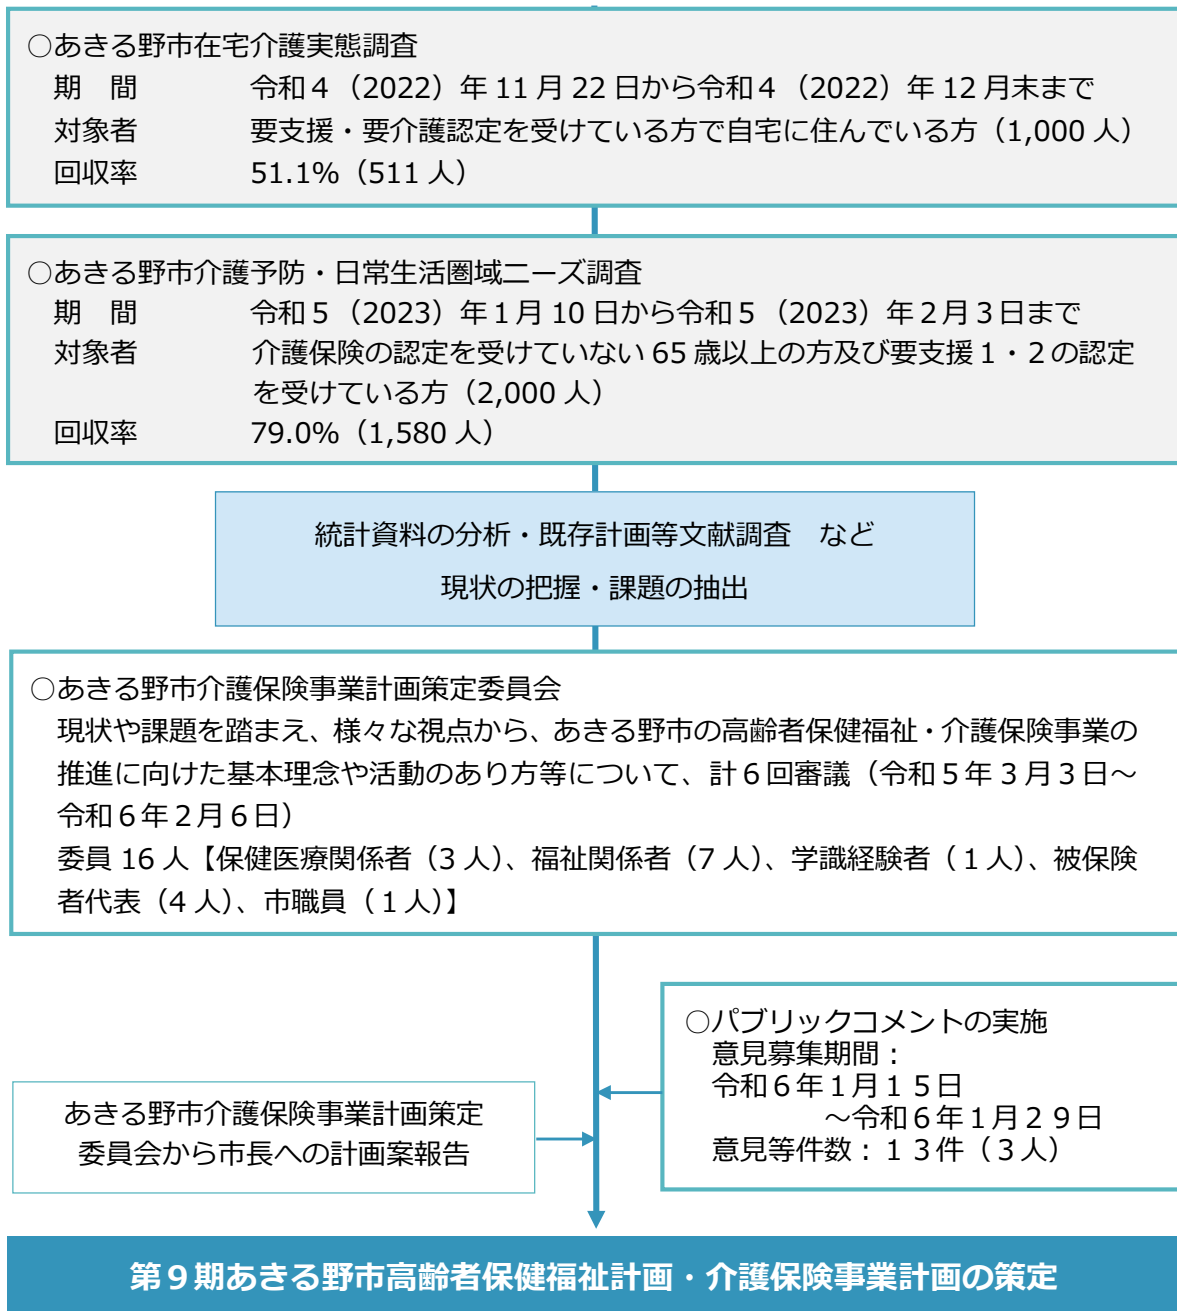 ○あきる野市在宅介護実態調査
期　間　令和４（2022）年 11 月 22 日から令和４（2022）年 12 月末まで
対象者　要支援・要介護認定を受けている方で自宅に住んでいる方（1,000 人）
回収率　51.1%（511 人）
○あきる野市介護予防・日常生活圏域ニーズ調査
期　間　令和５（2023）年１月 10 日から令和５（2023）年２月３日まで
対象者　介護保険の認定を受けていない 65 歳以上の方及び要支援１・２の認定
を受けている方（2,000 人）
回収率　79.0%（1,580 人）
統計資料の分析・既存計画等文献調査　など
現状の把握・課題の抽出
○あきる野市介護保険事業計画策定委員会
現状や課題を踏まえ、様々な視点から、あきる野市の高齢者保健福祉・介護保険事業の
推進に向けた基本理念や活動のあり方等について、計６回審議（令和５年３月３日～
令和６年２月６日）
委員 16 人【保健医療関係者（3 人）、福祉関係者（7 人）、学識経験者（１人）、被保険
者代表（4 人）、市職員（１人）】
○パブリックコメントの実施
意見募集期間：
令和６年１月１５日
～令和６年１月２９日
意見等件数：１３件（３人）
あきる野市介護保険事業計画策定
委員会から市長への計画案報告
第９期あきる野市高齢者保健福祉計画・介護保険事業計画の策定